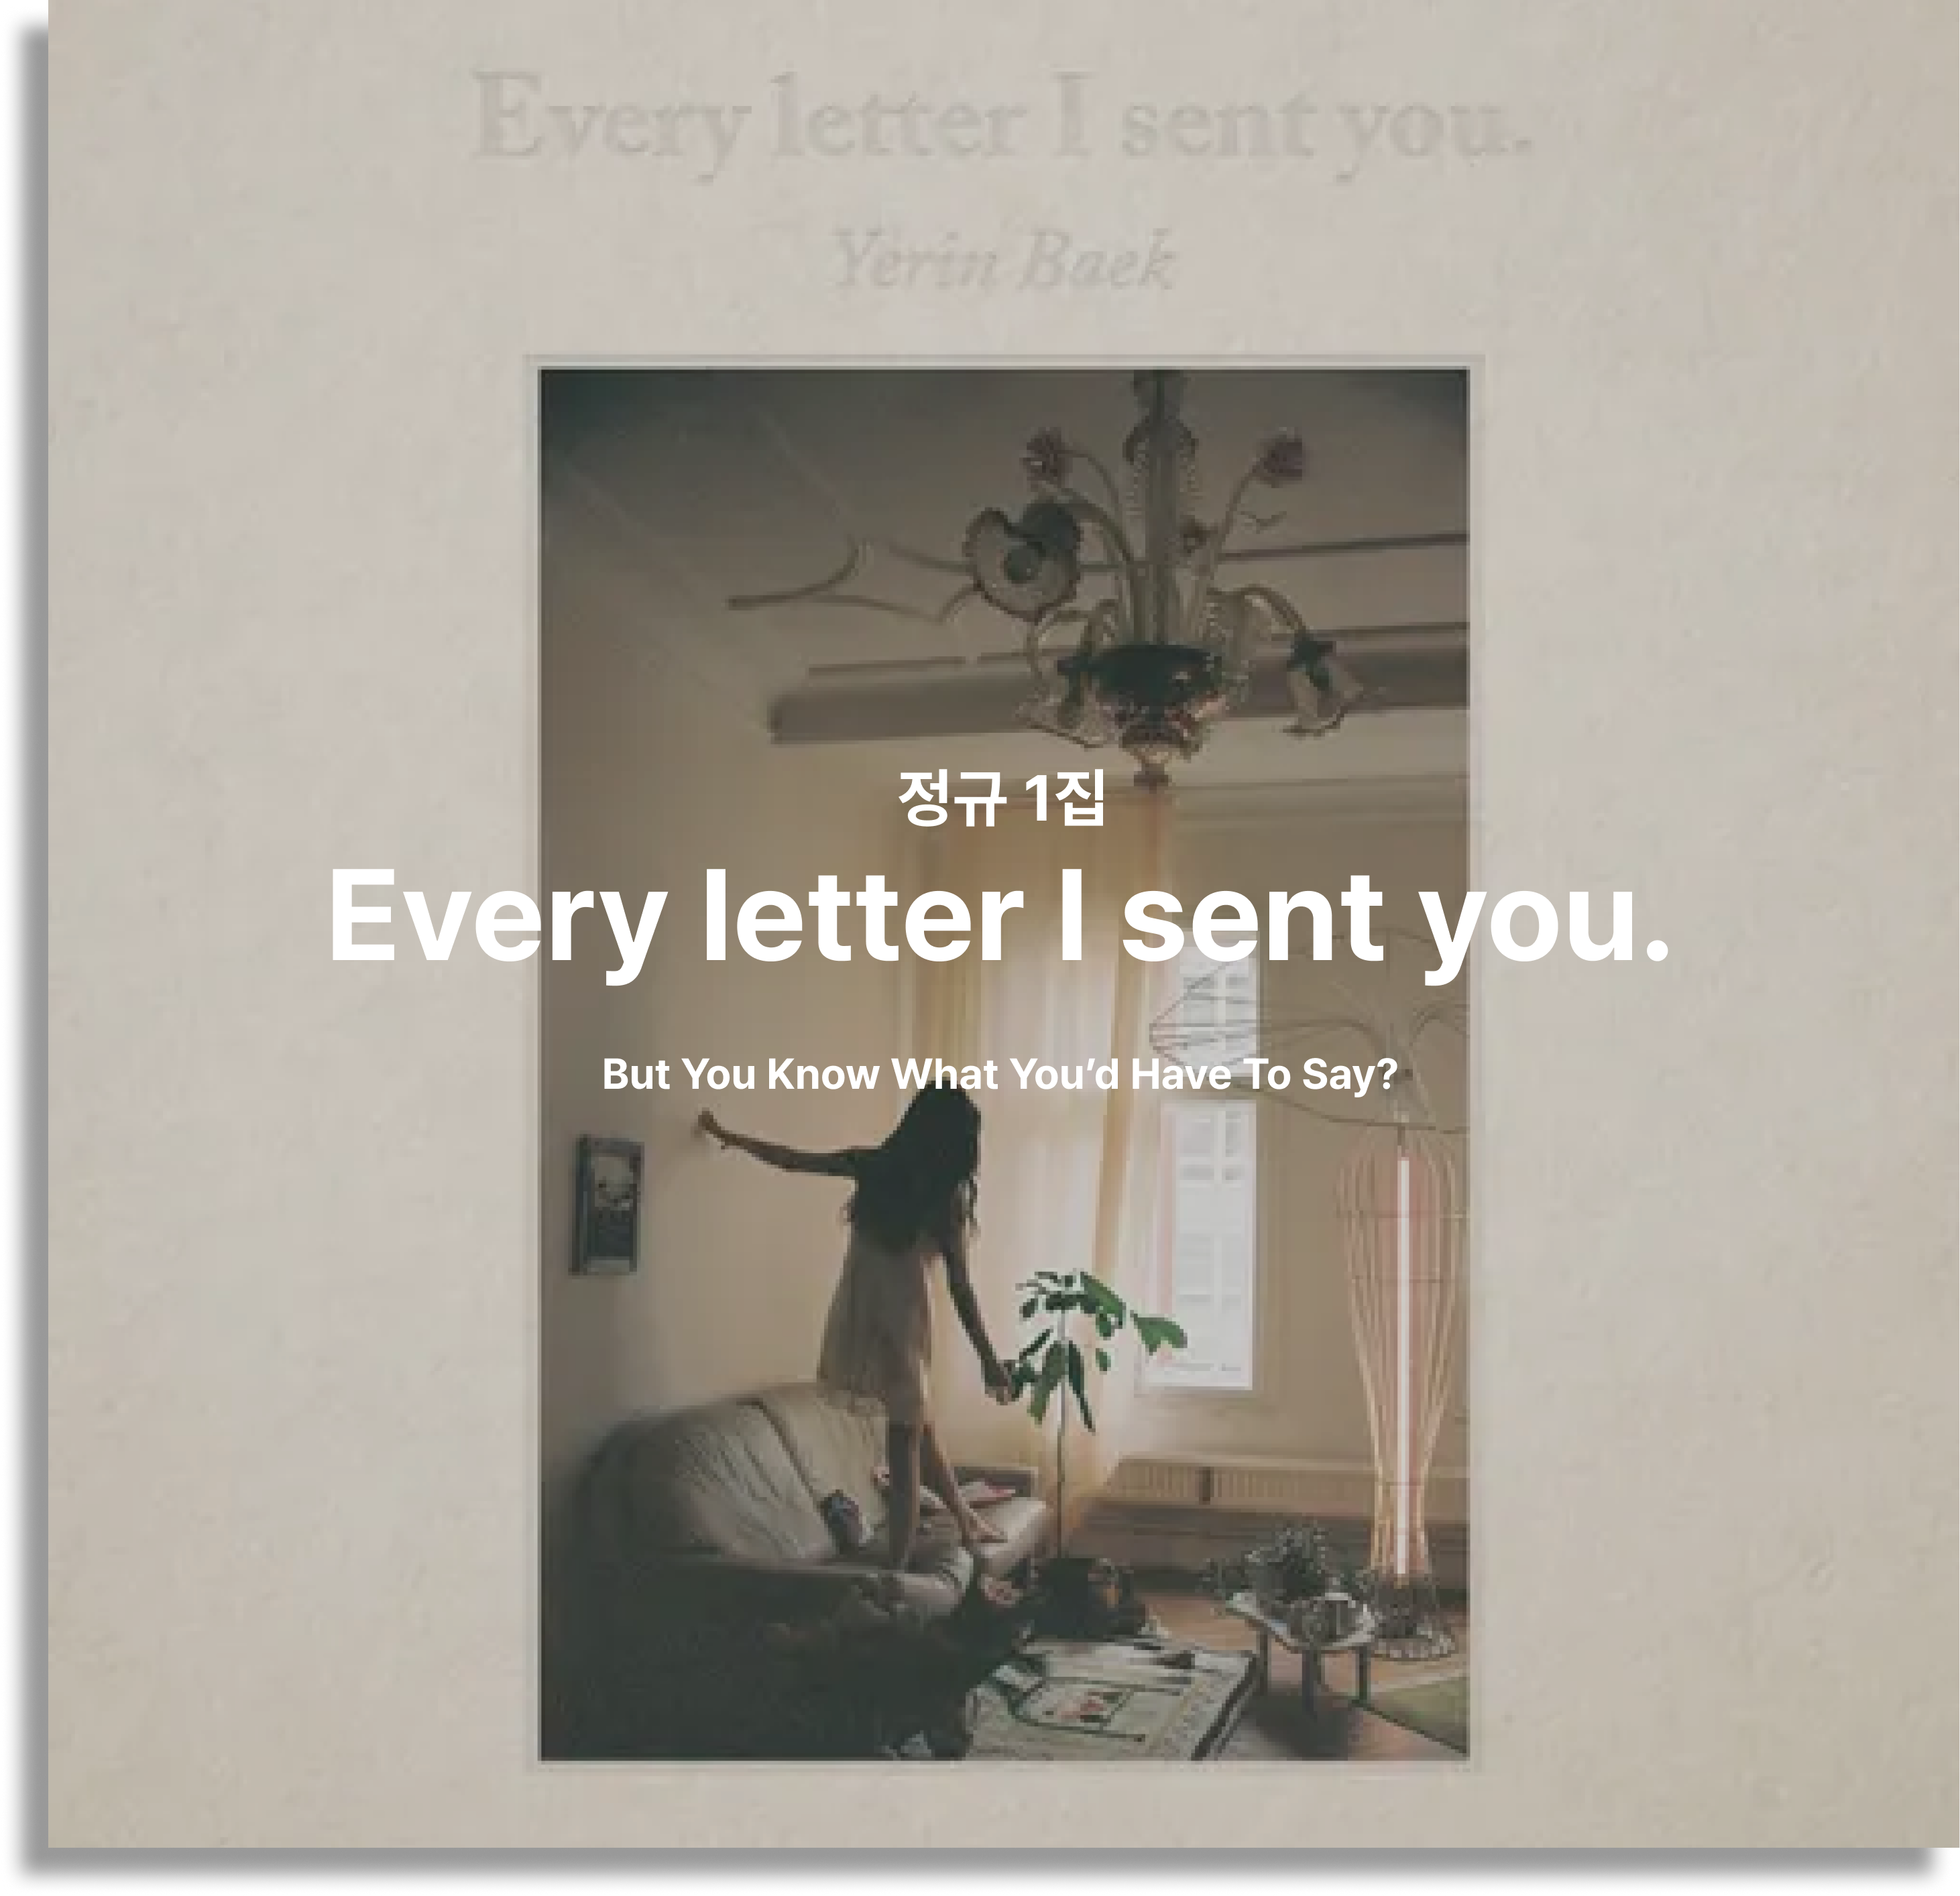 Every letter I sent you.
Yerin Baek
정규 1집
Every letter I sent you.
But You Know What You’d Have To Say?